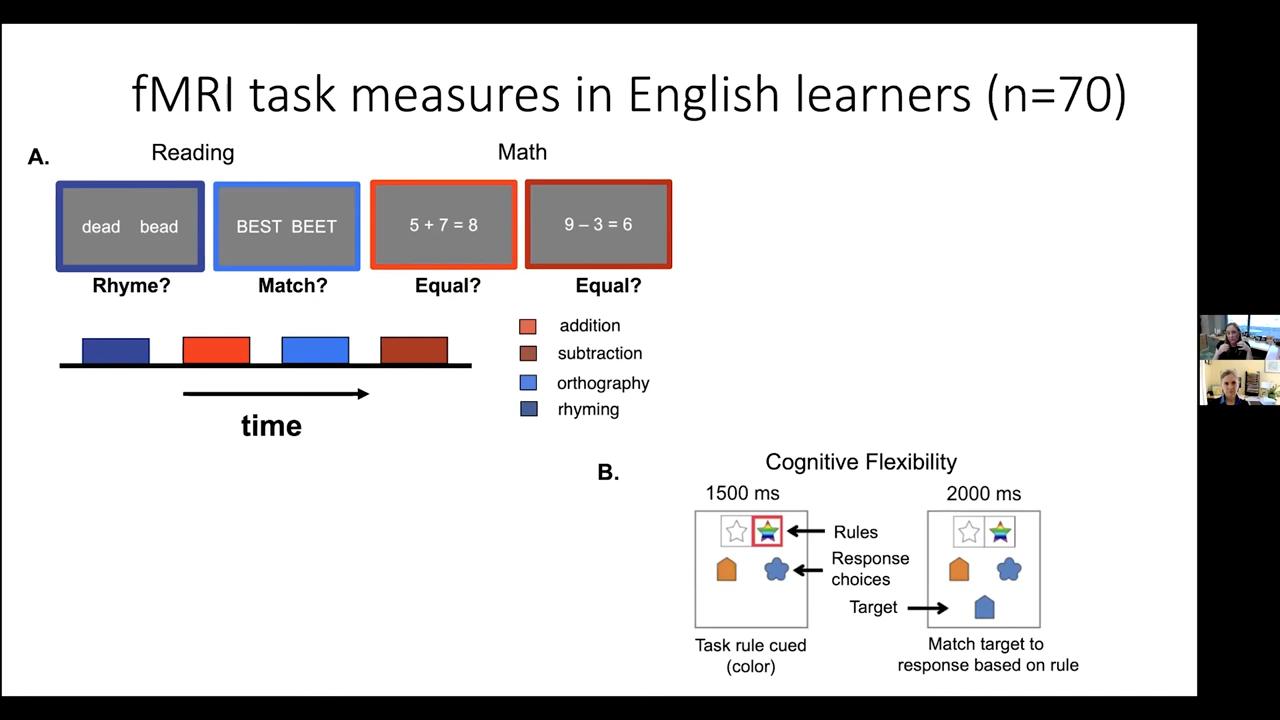 fMRI task measures in English learners (n=70)
A.
Reading
Math
dead bead
BEST BEET
5 + 7 = 8
9 – 3 = 6
Rhyme?
Match?
Equal?
Equal?
addition
subtraction
orthography
rhyming
time
B.
Cognitive Flexibility
1500 ms
2000 ms
Rules
Response
choices
Target
Task rule cued
(color)
Match target to
response based on rule